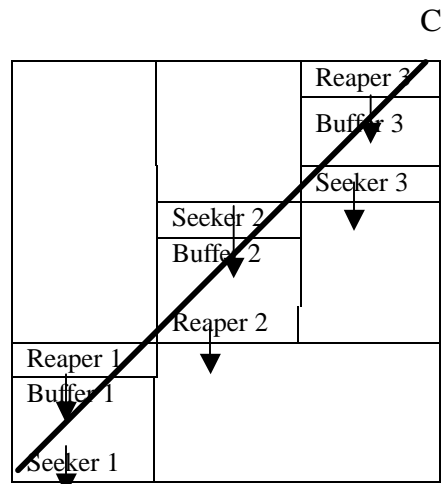 C
Reaper 3
Buffer 3
Seeker 3
Seeker 2
Buffer 2
Reaper 2
Reaper 1
Buffer 1
Seeker 1